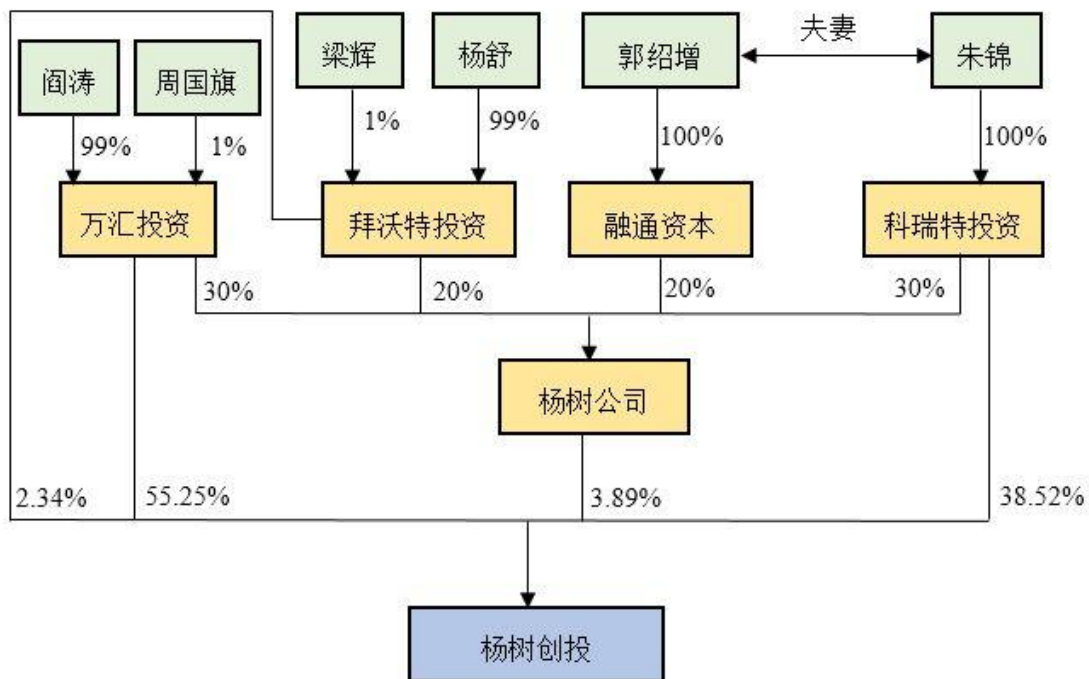 夫妻
梁辉
杨舒
郭绍增
朱锦
阎涛
周国旗
1%
99%
100%
100%
99%
1%
万汇投资
拜沃特投资
融通资本
科瑞特投资
30%
20%
20%
30%
杨树公司
2.34%
55.25%
3.89%
38.52%
杨树创投